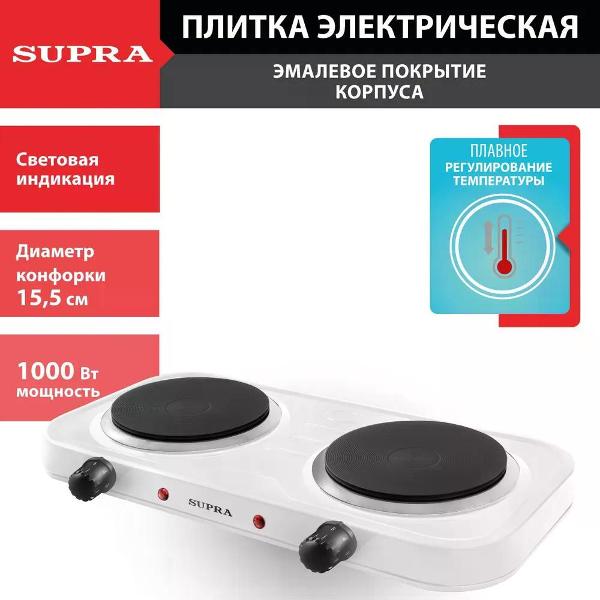 SUPRA
ПЛИТКА ЭЛЕКТРИЧЕСКАЯ
ЭМАЛЕВОЕ ПОКРЫТИЕ
КОРПУСА
Световая
индикация
ПЛАВНОЕ
РЕГУЛИРОВАНИЕ
ТЕМПЕРАТУРЫ
Диаметр
конфорки
15,5 см
1000 Вт
мощность
SUPRA